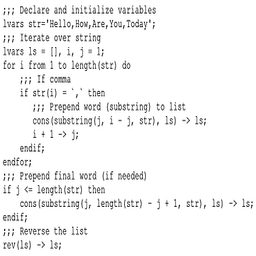 ;;; Declare and initialize variables
lvars str='Hello,How,Are,You,Today';
;;; Iterate over string
lvars ls = [], i, j = 1;
for i from 1 to length(str) do
;;; If comma
if str(i) = `,` then
;;; Prepend word (substring) to list
cons(substring(j, i - j, str), ls) -> ls;
i + 1 -> j;
endif;
endfor;
;;; Prepend final word (if needed)
if j <= length(str) then
cons(substring(j, length(str) - j + 1, str), ls) -> ls;
endif;
;;; Reverse the list
rev(ls) -> ls;